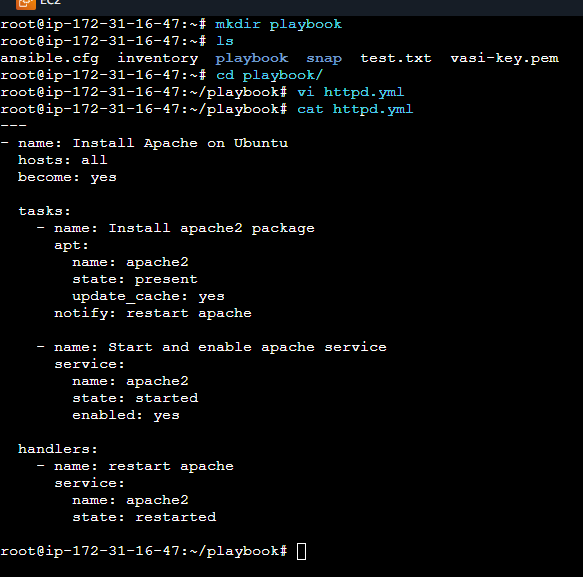 EC2
root@ip-172-31-16-47:~# mkdir playbook
root@ip-172-31-16-47:~# ls
ansible.cfg  inventory  playbook  snap  test.txt  vasi-key.pem
root@ip-172-31-16-47:~# cd playbook/
root@ip-172-31-16-47:~/playbook# vi httpd.yml
root@ip-172-31-16-47:~/playbook# cat httpd.yml
---
- name: Install Apache on Ubuntu
  hosts: all
  become: yes

  tasks:
    - name: Install apache2 package
      apt:
        name: apache2
        state: present
        update_cache: yes
      notify: restart apache

    - name: Start and enable apache service
      service:
        name: apache2
        state: started
        enabled: yes

  handlers:
    - name: restart apache
      service:
        name: apache2
        state: restarted

root@ip-172-31-16-47:~/playbook#